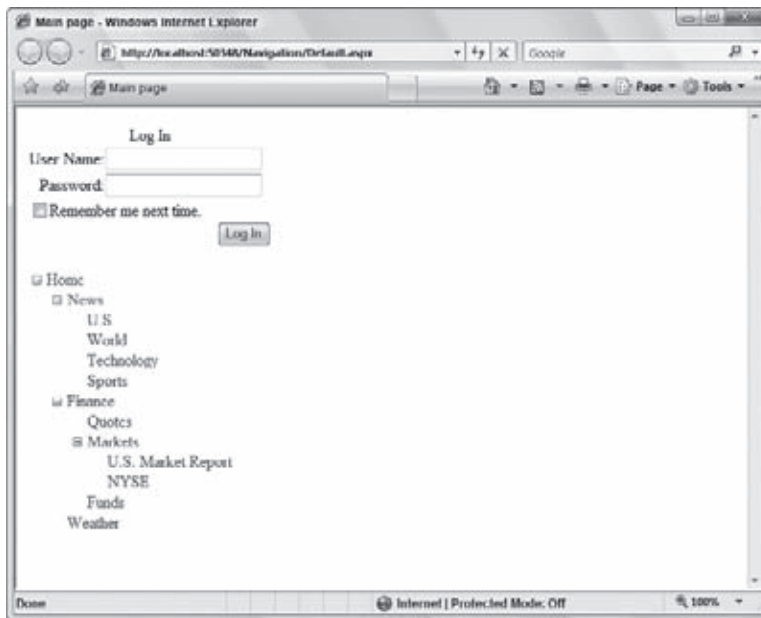 Main page - Windows Internet Explorer
http://localhost:50348/Navigation/Default.aspx
Google
Main page
Page
Tools
Log In
User Name:
Password:
Remember me next time.
Log In
Home
News
U.S
World
Technology
Sports
Finance
Quotes
Markets
U.S. Market Report
NYSE
Funds
Weather
Done
Internet | Protected Mode: Off
100%